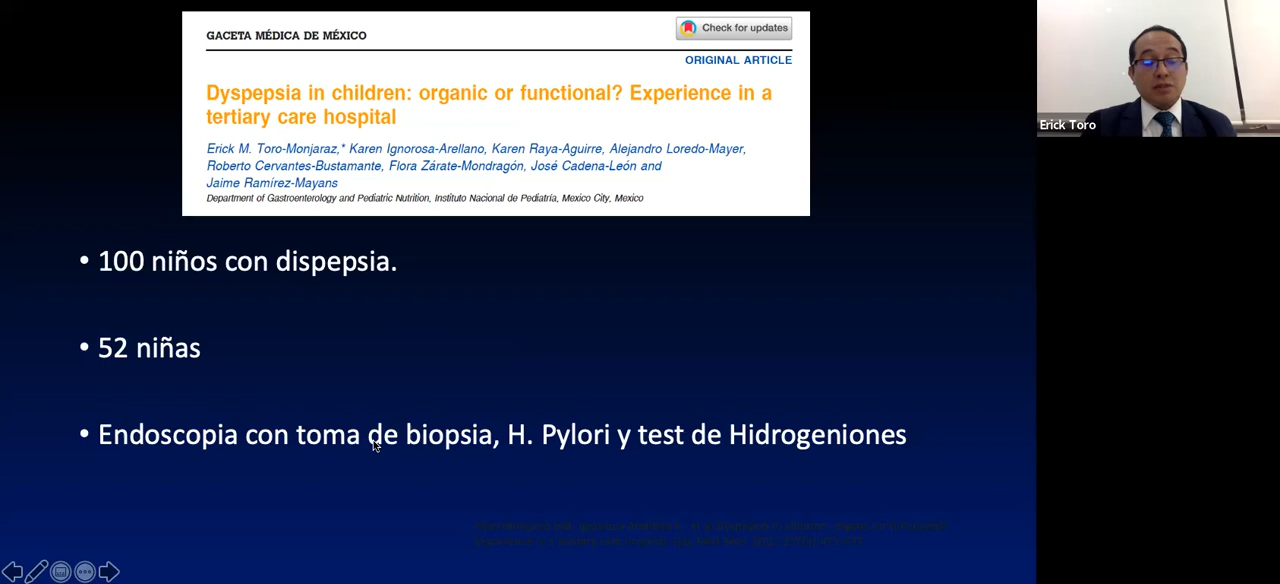 GACETA MÉDICA DE MÉXICO
Check for updates
ORIGINAL ARTICLE
Dyspepsia in children: organic or functional? Experience in a
tertiary care hospital
Erick M. Toro-Monjaraz,* Karen Ignorosa-Arellano, Karen Raya-Aguirre, Alejandro Loredo-Mayer,
Roberto Cervantes-Bustamante, Flora Zárate-Mondragón, José Cadena-León and
Jaime Ramírez-Mayans
Department of Gastroenterology and Pediatric Nutrition, Instituto Nacional de Pediatría, Mexico City, Mexico
Erick Toro
• 100 niños con dispepsia.
• 52 niñas
• Endoscopia con toma de biopsia, H. Pylori y test de Hidrogeniones